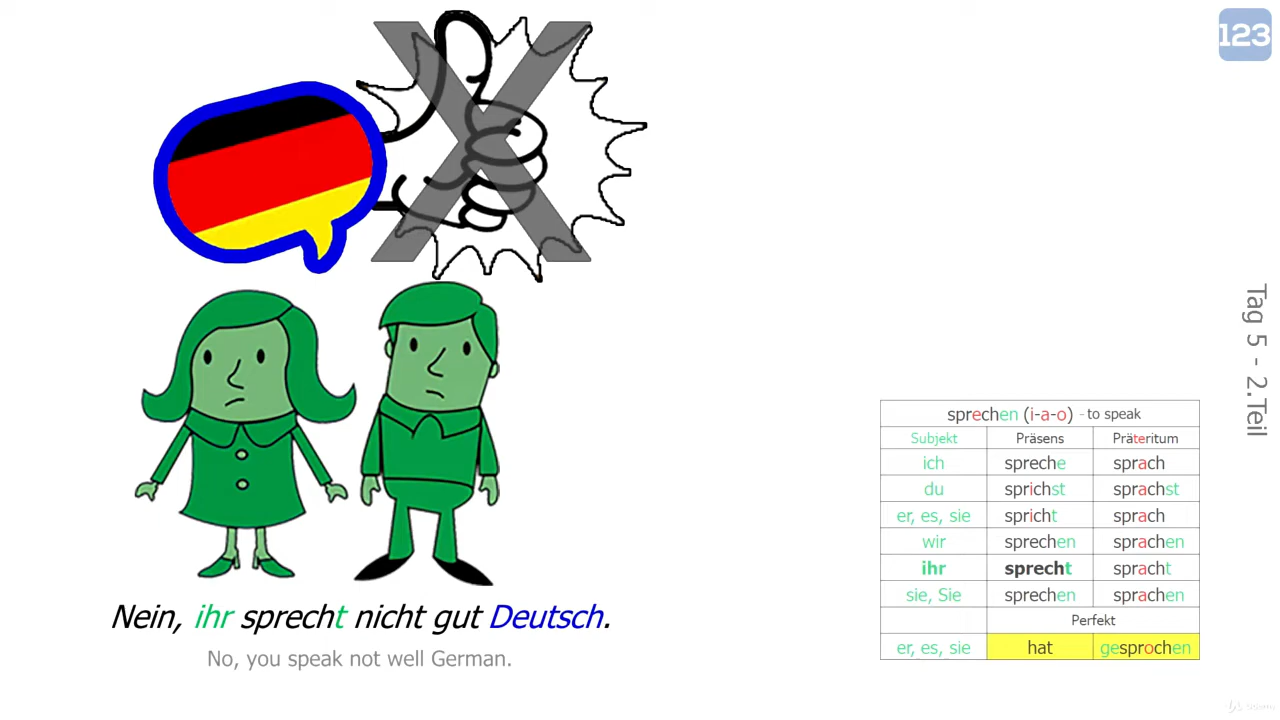 123
Tag 5 - 2.Teil
Nein, ihr sprecht nicht gut Deutsch.
No, you speak not well German.
sprechen (i-a-o) - to speak
Subjekt Präsens Präteritum
ich spreche sprach
du sprichst sprachst
er, es, sie spricht sprach
wir sprechen sprachen
ihr sprecht spracht
sie, Sie sprechen sprachen
Perfekt
er, es, sie hat gesprochen